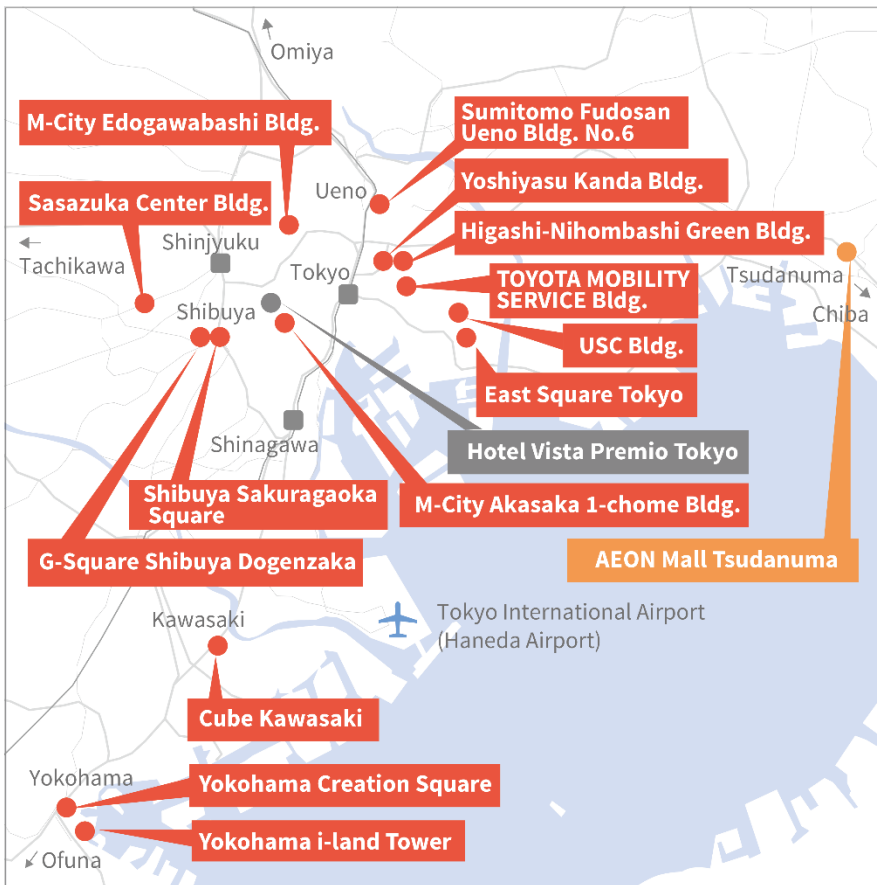 Omiya
M-City Edogawabashi Bldg.
Sumitomo Fudosan
Ueno Bldg. No.6
Ueno
Yoshiyasu Kanda Bldg.
Sasazuka Center Bldg.
Higashi-Nihombashi Green Bldg.
Shinjyuku
Tachikawa
Tokyo
TOYOTA MOBILITY
SERVICE Bldg.
Tsudanuma
Chiba
Shibuya
USC Bldg.
East Square Tokyo
Shinagawa
Hotel Vista Premio Tokyo
Shibuya Sakuragaoka
Square
M-City Akasaka 1-chome Bldg.
G-Square Shibuya Dogenzaka
AEON Mall Tsudanuma
Kawasaki
Tokyo International Airport
(Haneda Airport)
Cube Kawasaki
Yokohama
Yokohama Creation Square
Yokohama i-land Tower
Ofuna